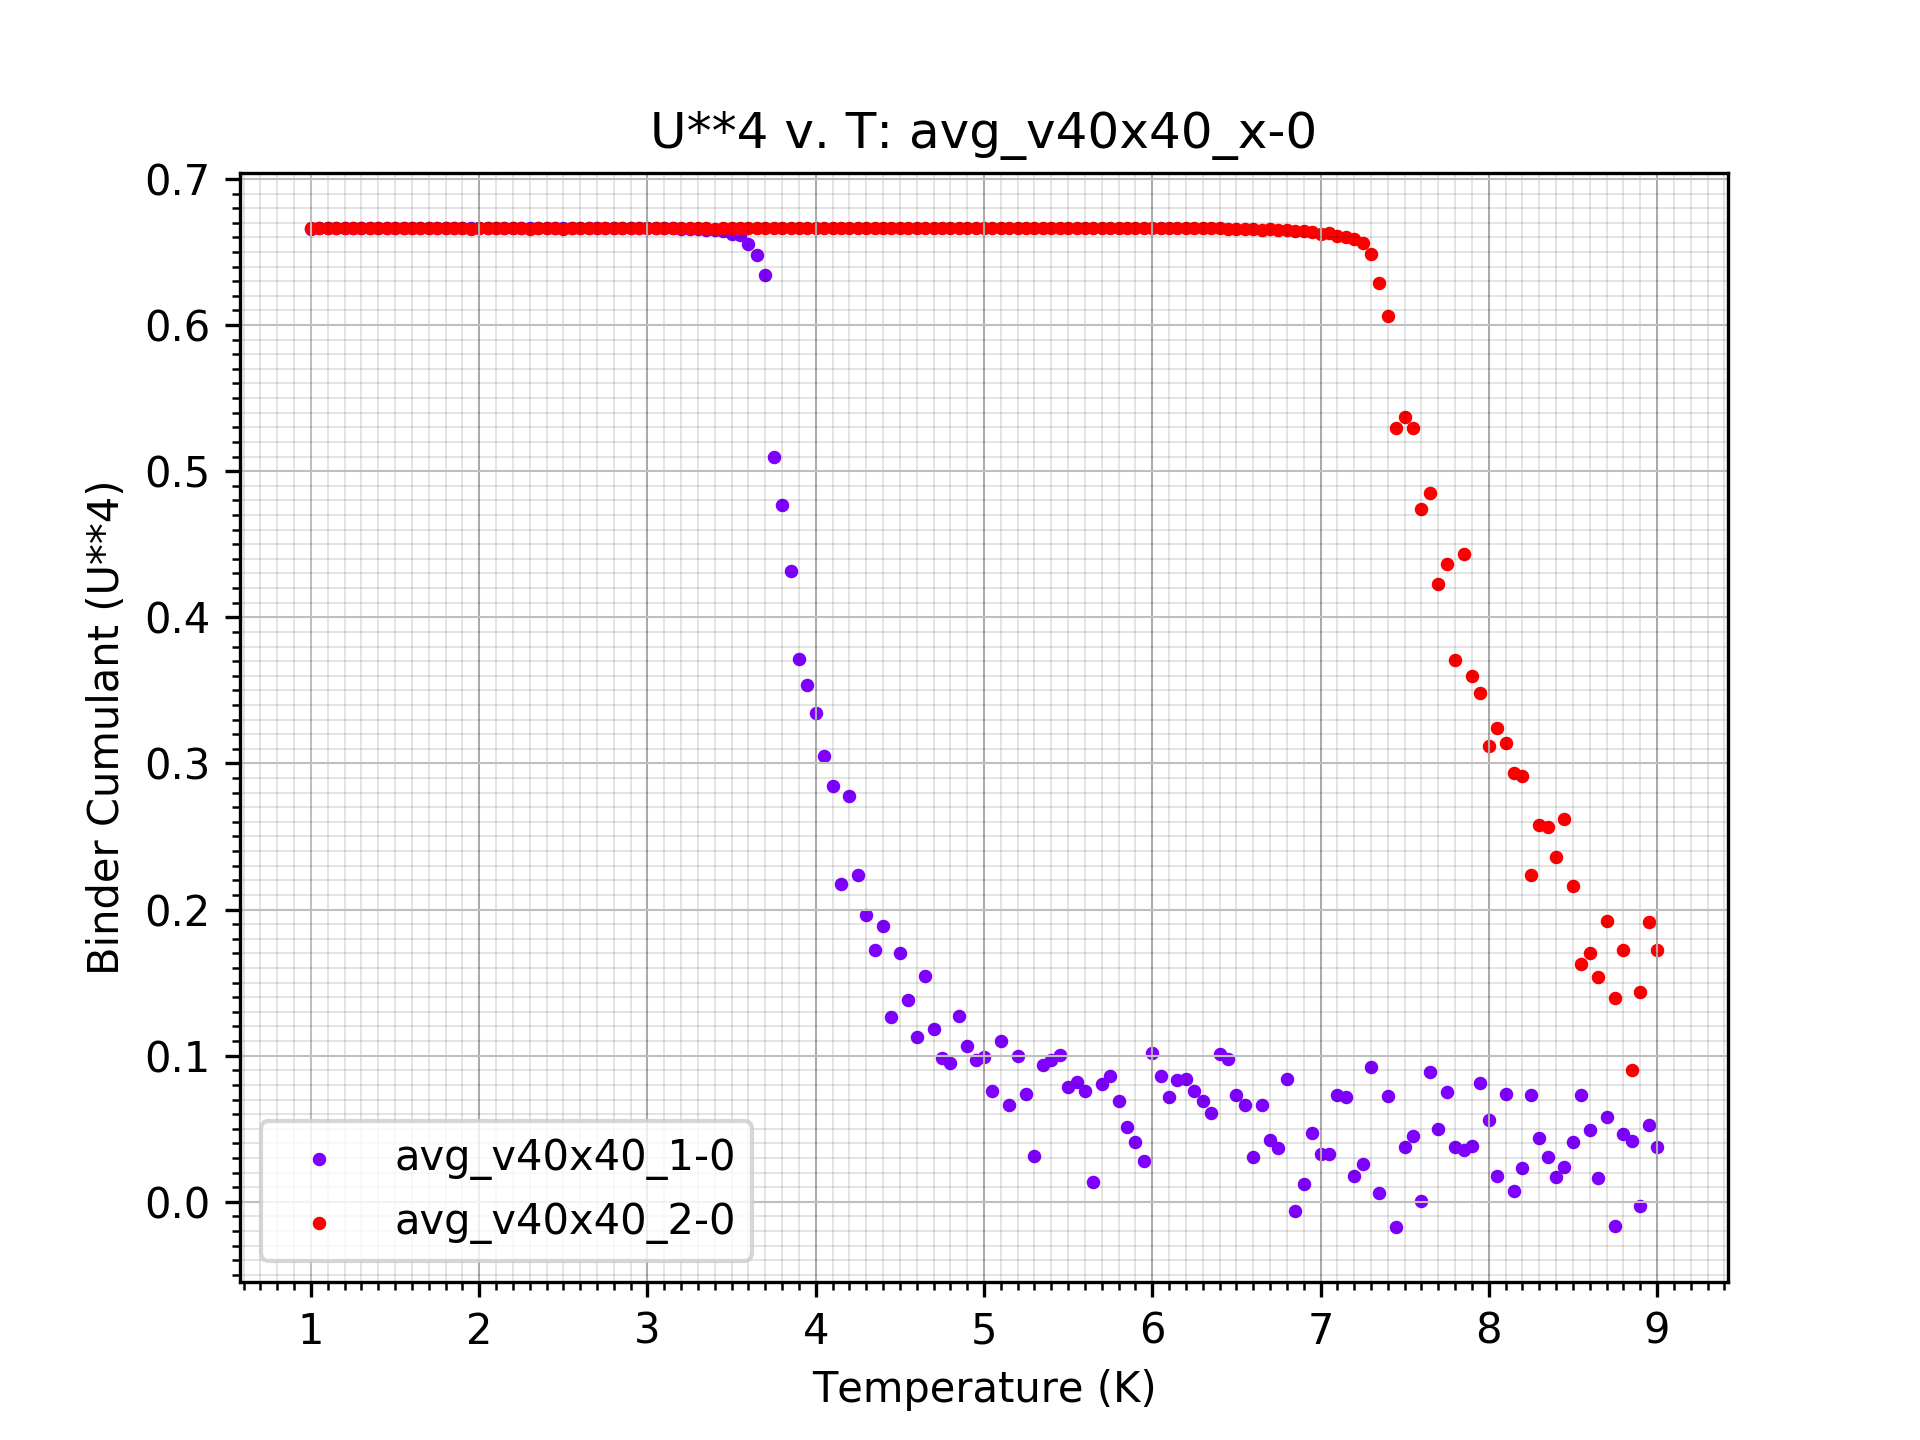 U**4 v. T: avg_v40x40_x-0
0.7
0.6
0.5
0.4
0.3
0.2
0.1
0.0
Binder Cumulant (U**4)
avg_v40x40_1-0
avg_v40x40_2-0
1 2 3 4 5 6 7 8 9
Temperature (K)